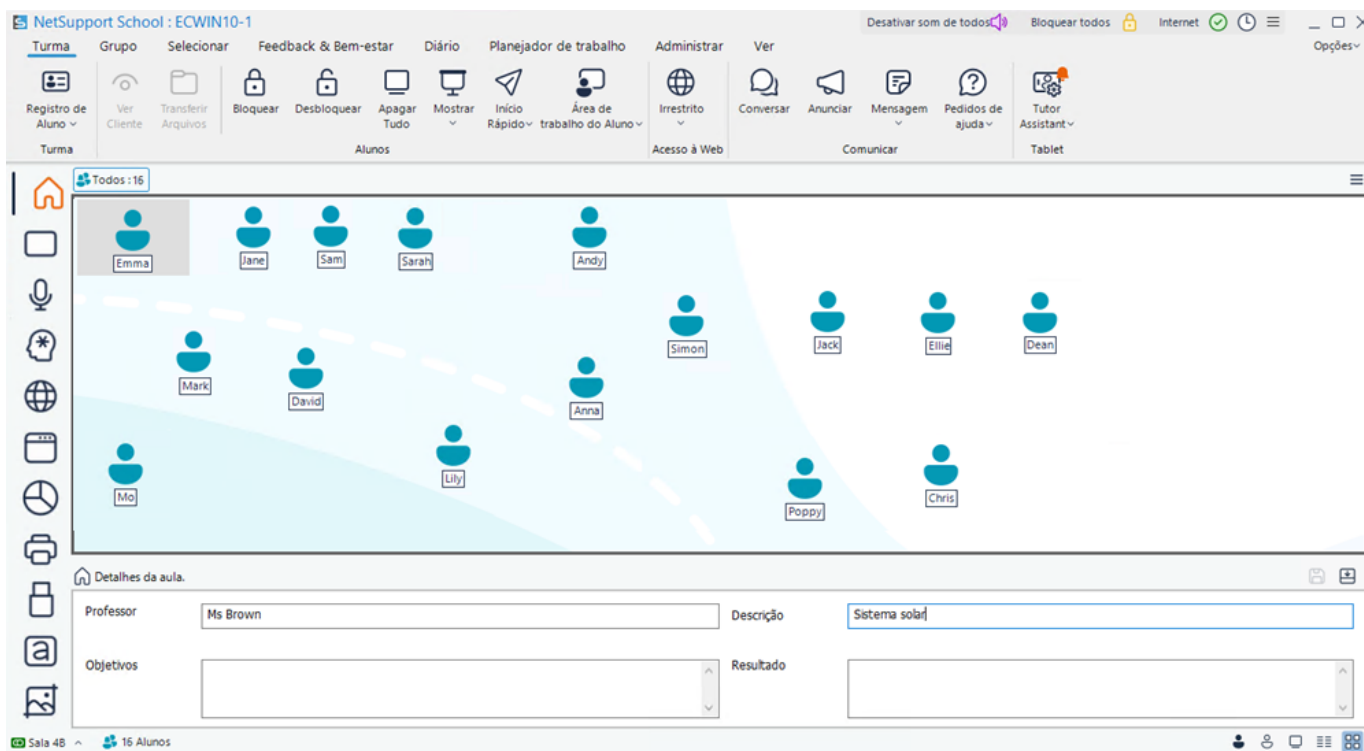 NetSupport School : ECWIN10-1
Desativar som de todos
Bloquear todos
Internet
Turma
Grupo
Selecionar
Feedback & Bem-estar
Diário
Planejador de trabalho
Administrar
Ver
Opções
Registro de
Aluno
Ver
Cliente
Transferir
Arquivos
Bloquear
Desbloquear
Apagar
Tudo
Mostrar
Início
Rápido
Área de
trabalho do Aluno
Irrestrito
Conversar
Anunciar
Mensagem
Pedidos de
ajuda
Tutor
Assistant
Turma
Alunos
Acesso à Web
Comunicar
Tablet
Todos : 16
Emma
Jane
Sam
Sarah
Andy
Simon
Jack
Ellie
Dean
Mark
David
Anna
Mo
Lily
Poppy
Chris
Detalhes da aula.
Professor
Ms Brown
Descrição
Sistema solar
Objetivos
Resultado
a
Sala 4B
16 Alunos